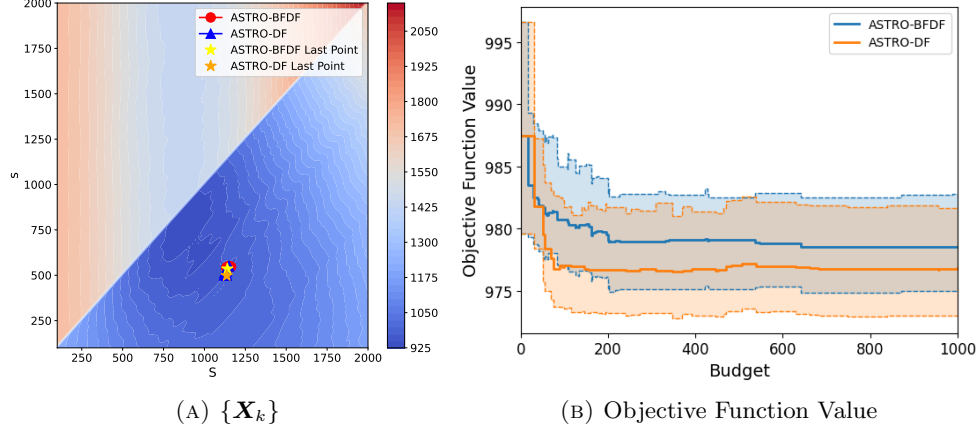 2000
1750
1500
1250
1000
750
500
250
s
250 500 750 1000 1250 1500 1750 2000
S
ASTRO-BFDF
ASTRO-DF
ASTRO-BFDF Last Point
ASTRO-DF Last Point
2050
1925
1800
1675
1550
1425
1300
1175
1050
925
(A) {X_k}
995
990
985
980
975
Objective Function Value
0 200 400 600 800 1000
Budget
ASTRO-BFDF
ASTRO-DF
(B) Objective Function Value